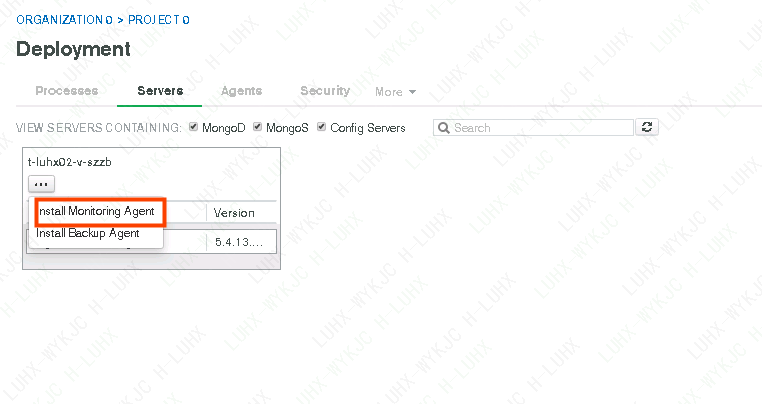 ORGANIZATION 0 > PROJECT 0
Deployment
Processes Servers Agents Security More
VIEW SERVERS CONTAINING: MongoD MongoS Config Servers Search
t-luhx02-v-szzb
...
Install Monitoring Agent Version
Install Backup Agent 5.4.13....
LUHX WYKJC H-LUHX